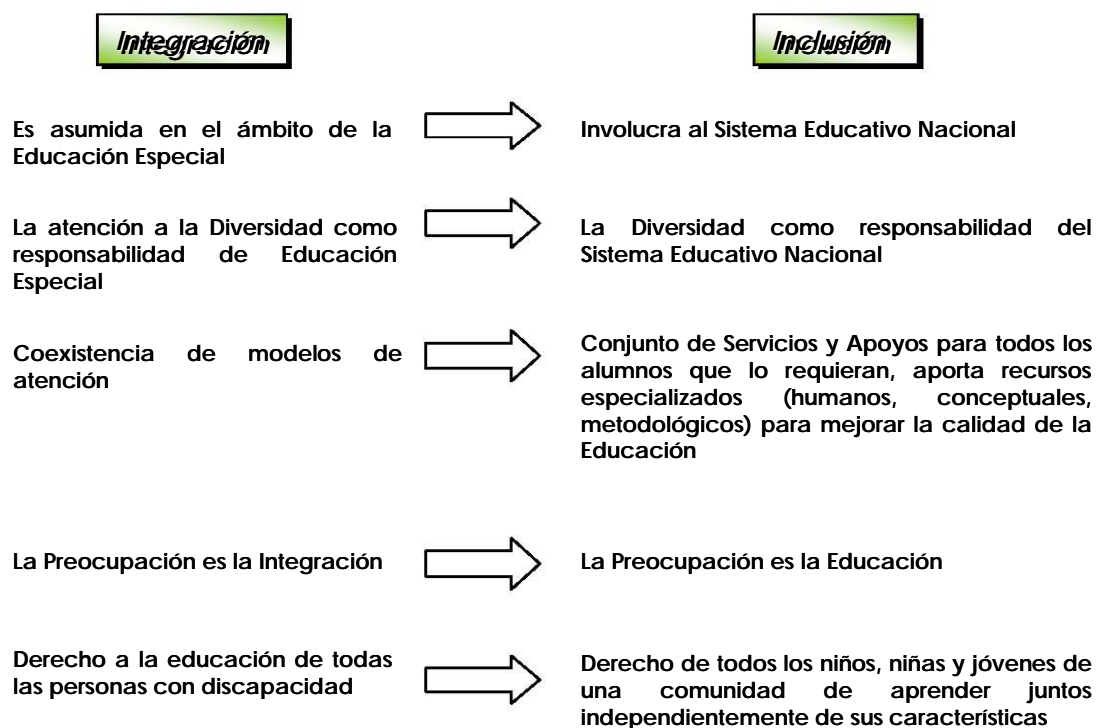 Integración
Inclusión
Es asumida en el ámbito de la
Educación Especial
Involucra al Sistema Educativo Nacional
La atención a la Diversidad como
responsabilidad de Educación
Especial
La Diversidad como responsabilidad del
Sistema Educativo Nacional
Coexistencia de modelos de
atención
Conjunto de Servicios y Apoyos para todos los
alumnos que lo requieran, aporta recursos
especializados (humanos, conceptuales,
metodológicos) para mejorar la calidad de la
Educación
La Preocupación es la Integración
La Preocupación es la Educación
Derecho a la educación de todas
las personas con discapacidad
Derecho de todos los niños, niñas y jóvenes de
una comunidad de aprender juntos
independientemente de sus características